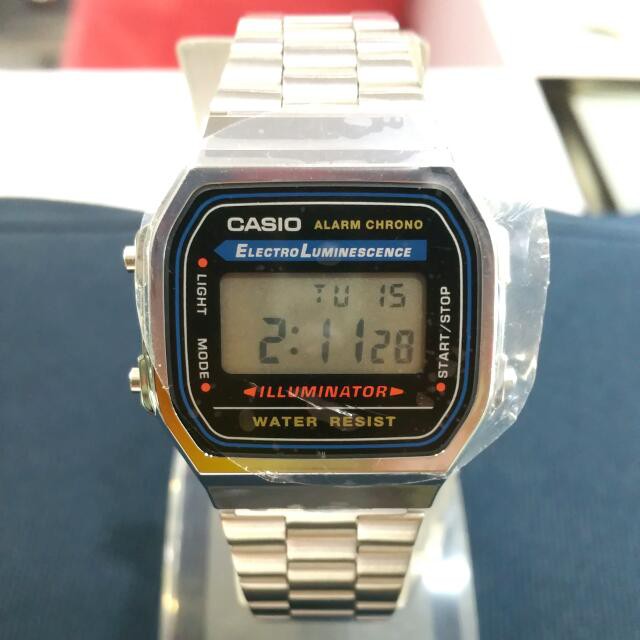 CASIO ALARM CHRONO
ELECTRO LUMINESCENCE
LIGHT
MODE
TU 15
2:11 28
START/STOP
ILLUMINATOR
WATER RESIST